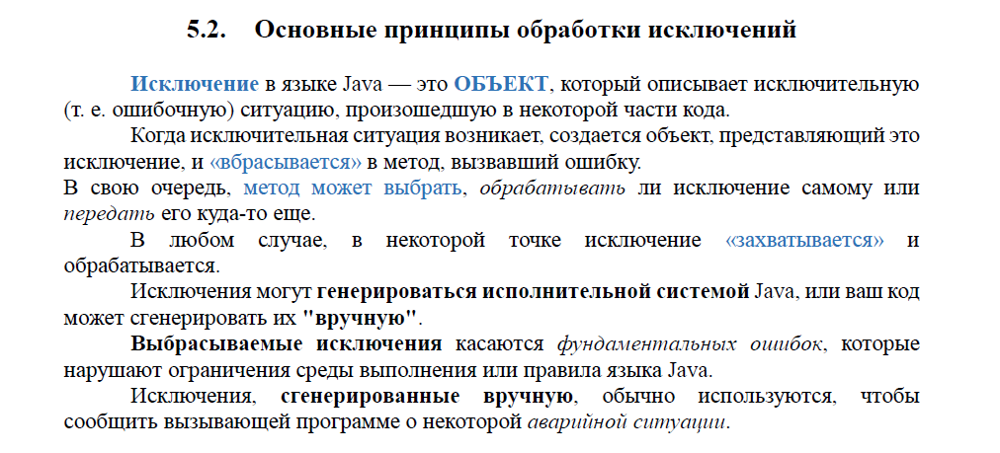 5.2. Основные принципы обработки исключений
Исключение в языке Java — это ОБЪЕКТ, который описывает исключительную
(т. е. ошибочную) ситуацию, произошедшую в некоторой части кода.
Когда исключительная ситуация возникает, создается объект, представляющий это
исключение, и «вбрасывается» в метод, вызвавший ошибку.
В свою очередь, метод может выбрать, обрабатывать ли исключение самому или
передать его куда-то еще.
В любом случае, в некоторой точке исключение «захватывается» и
обрабатывается.
Исключения могут генерироваться исполнительной системой Java, или ваш код
может сгенерировать их "вручную".
Выбрасываемые исключения касаются фундаментальных ошибок, которые
нарушают ограничения среды выполнения или правила языка Java.
Исключения, сгенерированные вручную, обычно используются, чтобы
сообщить вызывающей программе о некоторой аварийной ситуации.